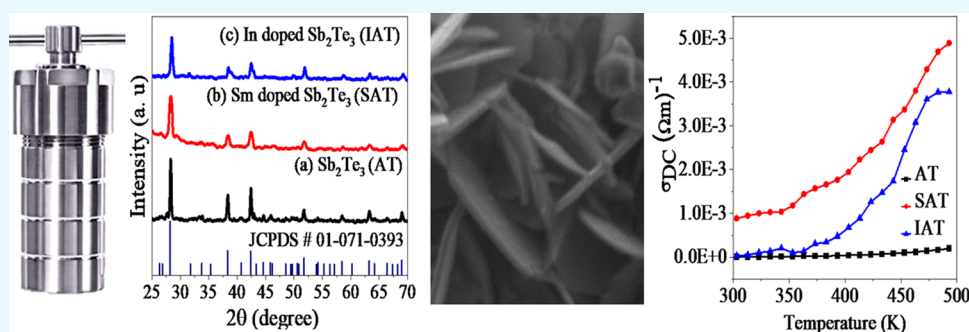 (c) In doped Sb₂Te₃ (IAT)
(b) Sm doped Sb₂Te₃ (SAT)
(a) Sb₂Te₃ (AT)
JCPDS # 01-071-0393
Intensity (a. u)
25 30 35 40 45 50 55 60 65 70
2θ (degree)
5.0E-3
4.0E-3
3.0E-3
2.0E-3
1.0E-3
0.0E+0
σDC (Ωm)⁻¹
AT
SAT
IAT
300 350 400 450 500
Temperature (K)